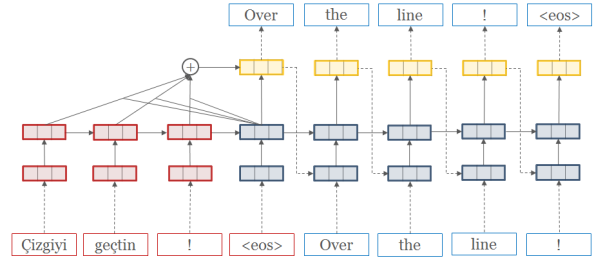 Over the line ! <eos>
+
Çizgiyi geçtin ! <eos> Over the line !